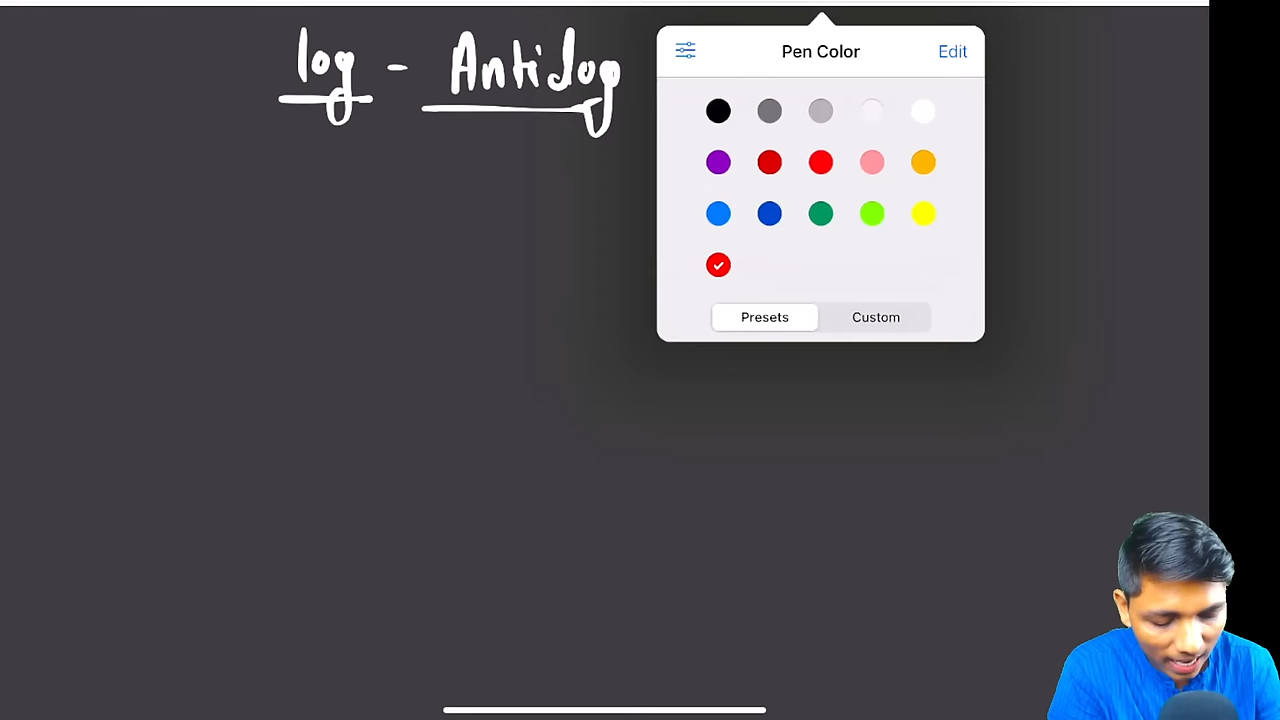 log - Antilog
Pen Color
Edit
Presets
Custom